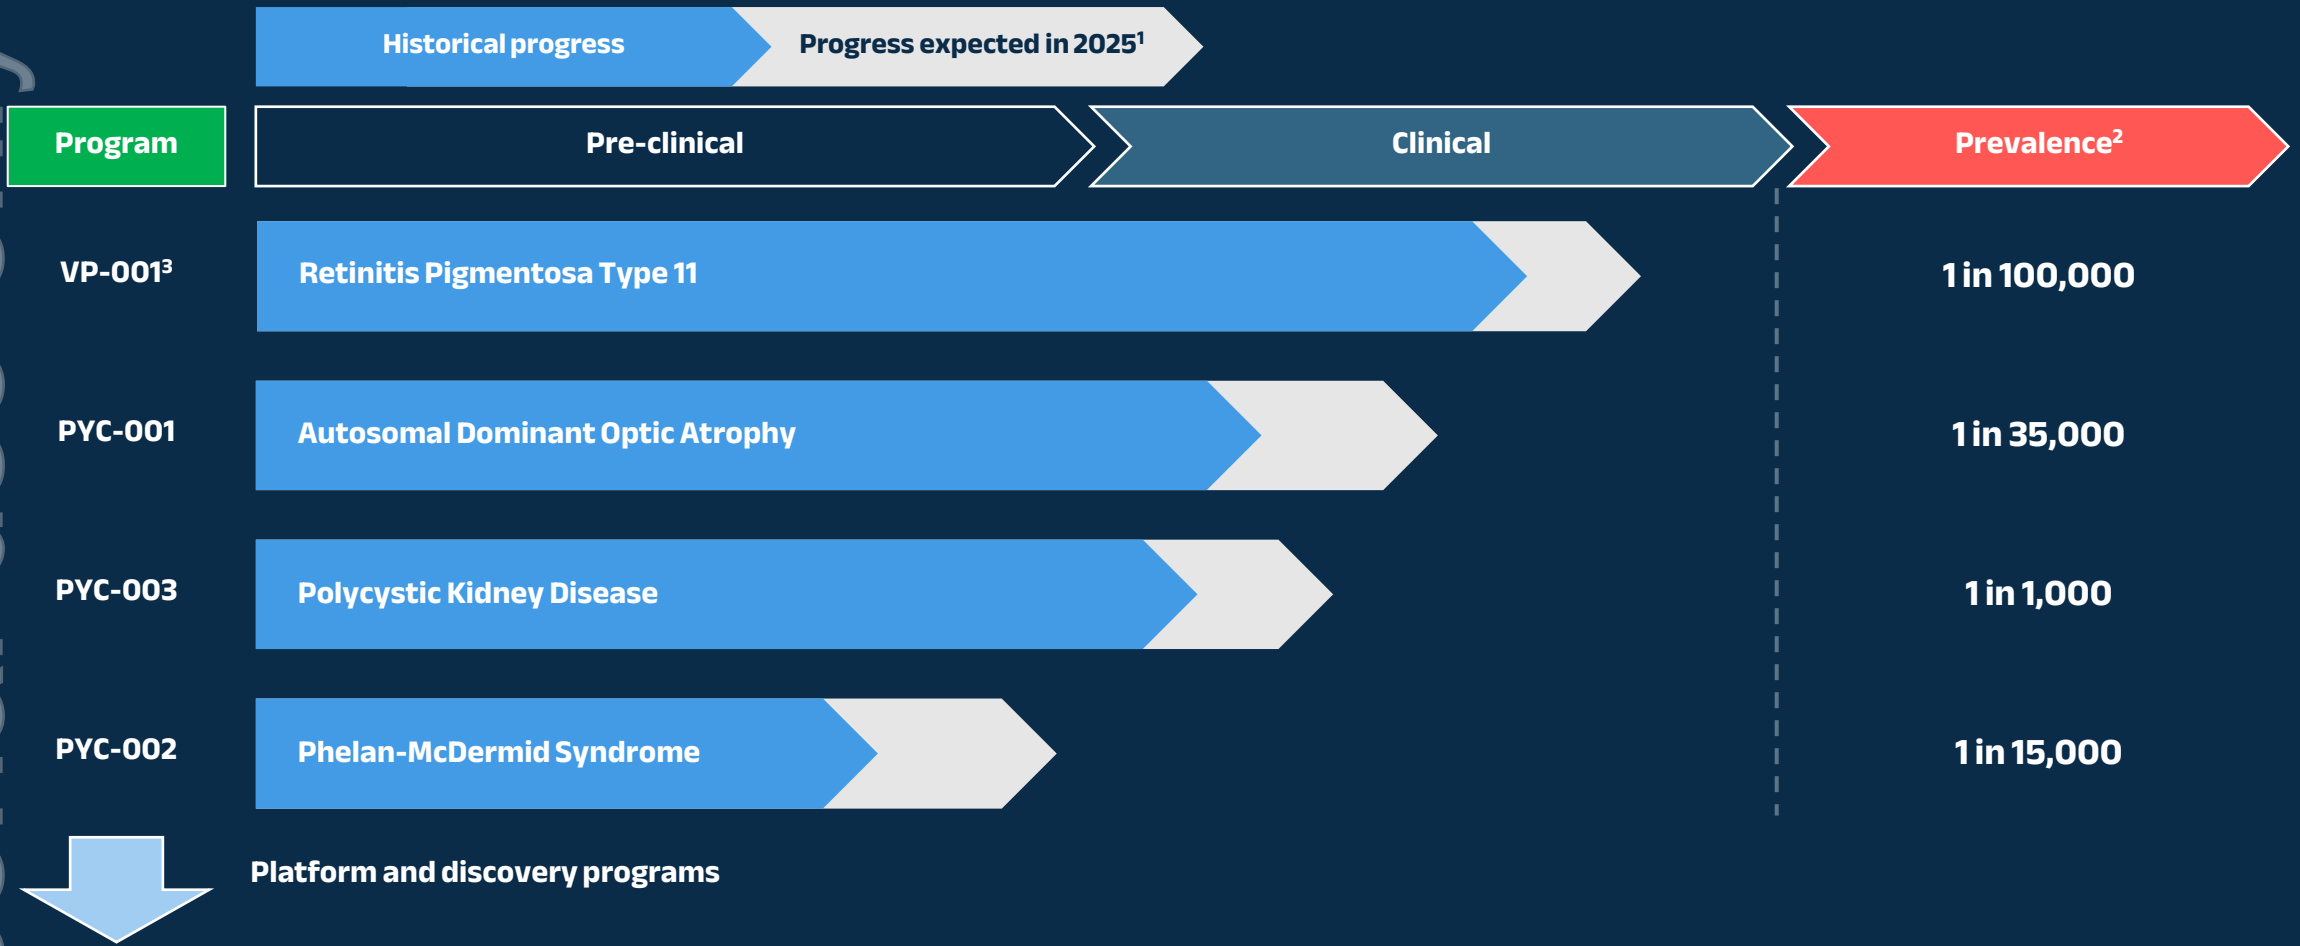 Historical progress
Progress expected in 2025¹
Program
Pre-clinical
Clinical
Prevalence²
VP-001³
Retinitis Pigmentosa Type 11
1 in 100,000
PYC-001
Autosomal Dominant Optic Atrophy
1 in 35,000
PYC-003
Polycystic Kidney Disease
1 in 1,000
PYC-002
Phelan-McDermid Syndrome
1 in 15,000
Platform and discovery programs